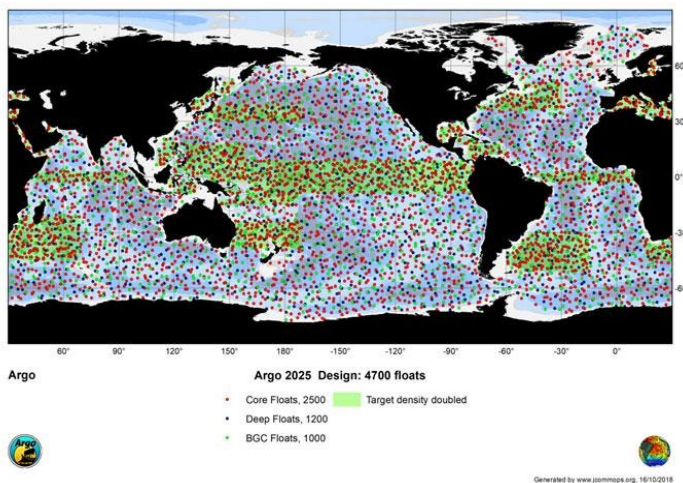 60
30
0°
-3
-6
60° 90° 120° 150° -180° -150° -120° -90° -60° -30° 0°
Argo
Argo 2025 Design: 4700 floats
Core Floats, 2500 Target density doubled
Deep Floats, 1200
BGC Floats, 1000
Argo
Generated by www.jcommops.org, 16/10/2018